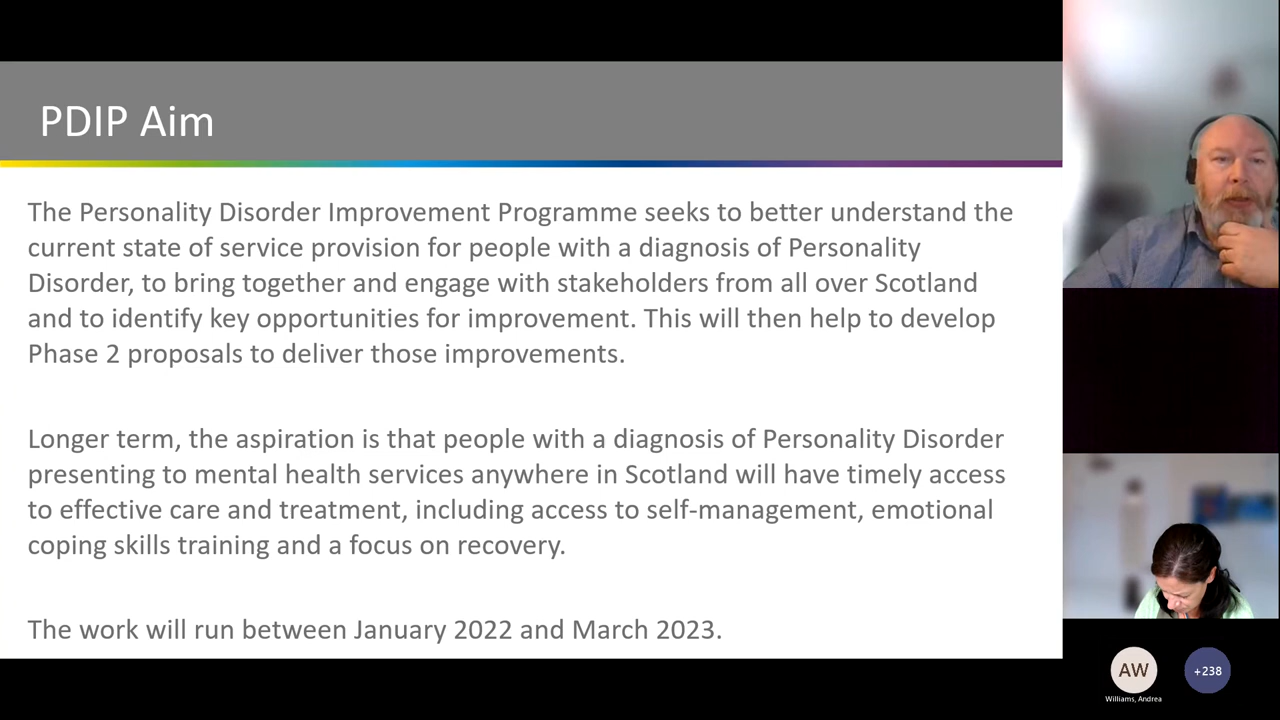 PDIP Aim
The Personality Disorder Improvement Programme seeks to better understand the
current state of service provision for people with a diagnosis of Personality
Disorder, to bring together and engage with stakeholders from all over Scotland
and to identify key opportunities for improvement. This will then help to develop
Phase 2 proposals to deliver those improvements.
Longer term, the aspiration is that people with a diagnosis of Personality Disorder
presenting to mental health services anywhere in Scotland will have timely access
to effective care and treatment, including access to self-management, emotional
coping skills training and a focus on recovery.
The work will run between January 2022 and March 2023.
AW
+238
Williams, Andrea